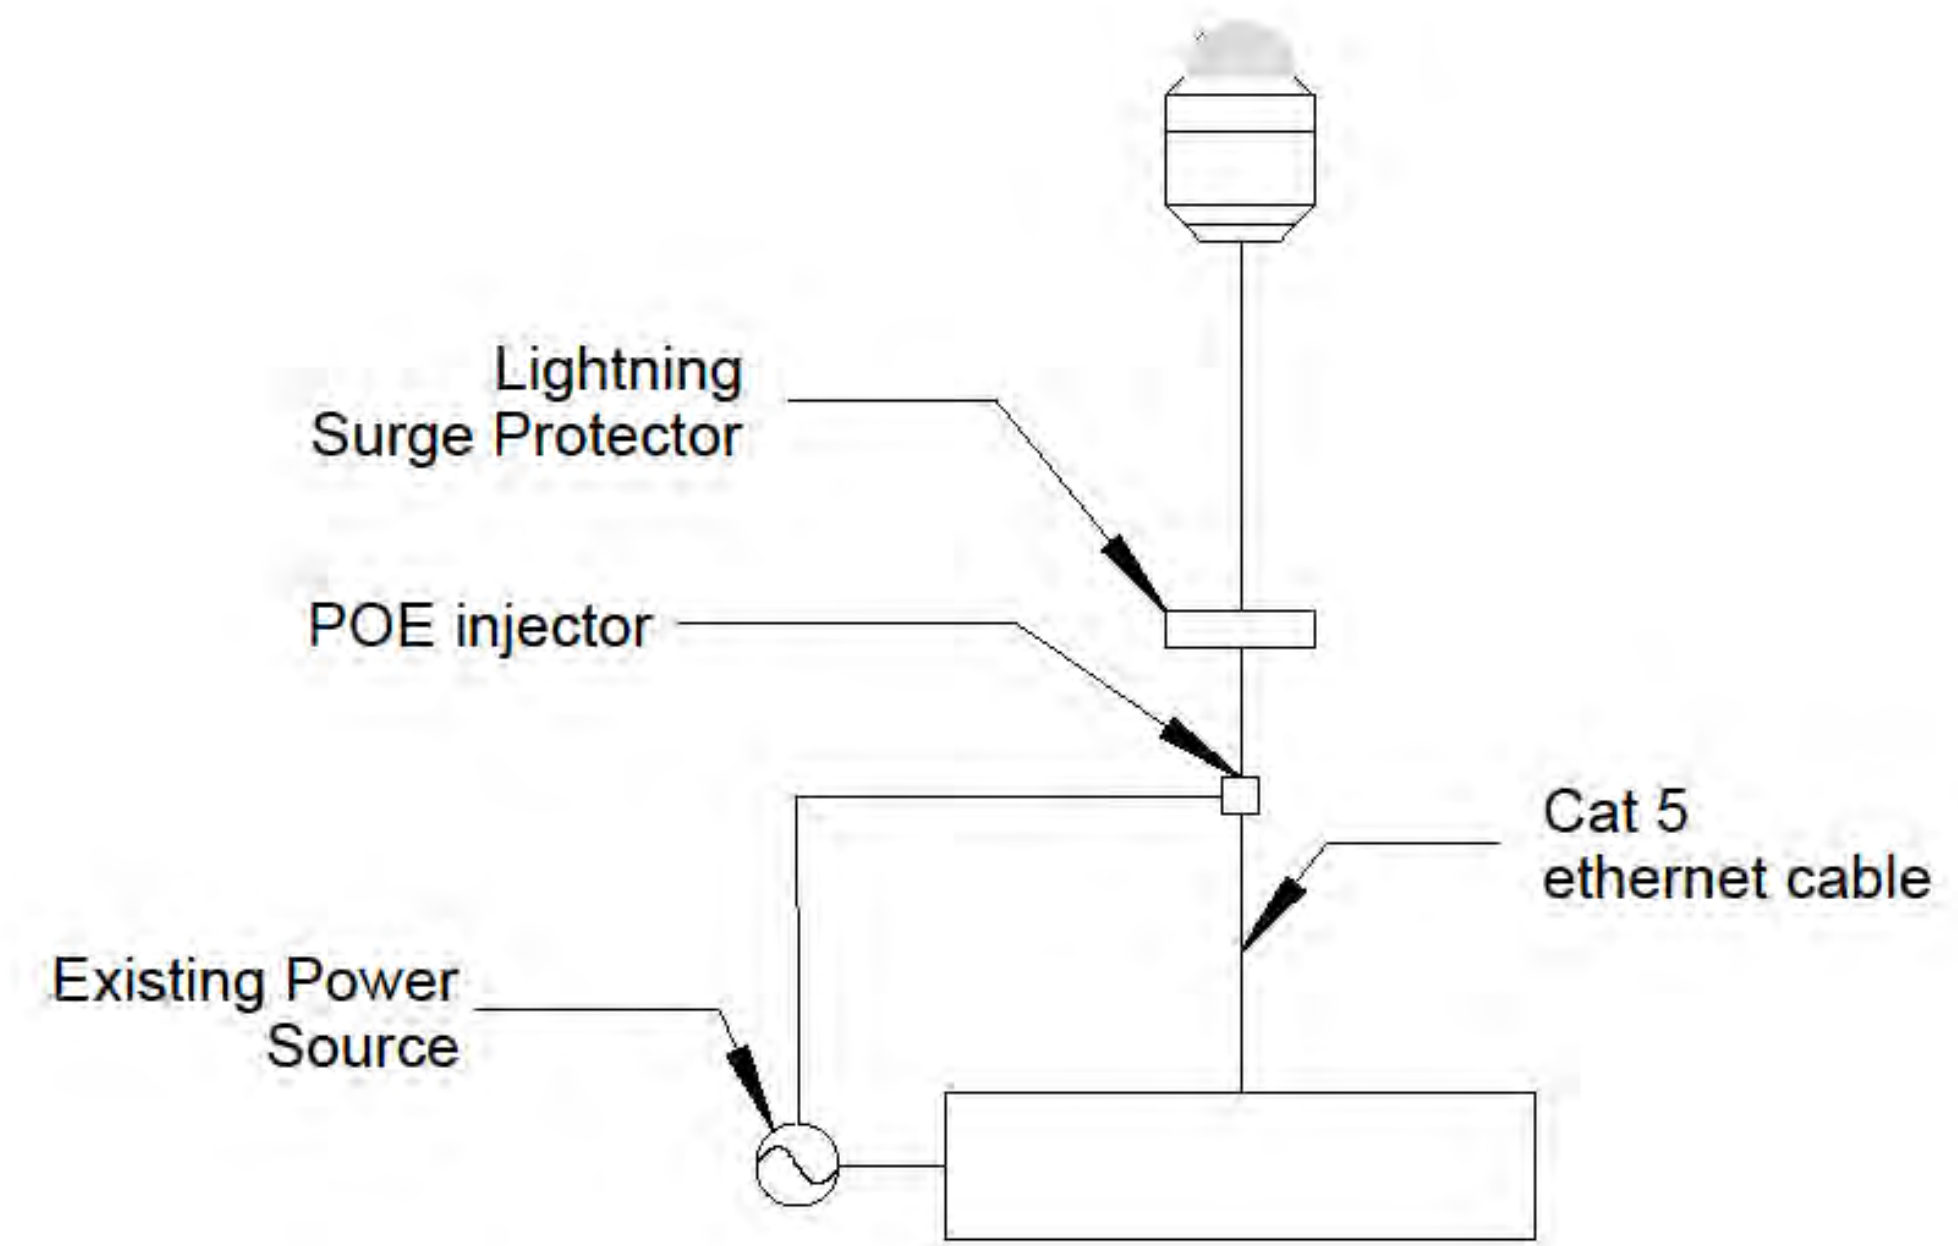 Lightning
Surge Protector
POE injector
Cat 5
ethernet cable
Existing Power
Source